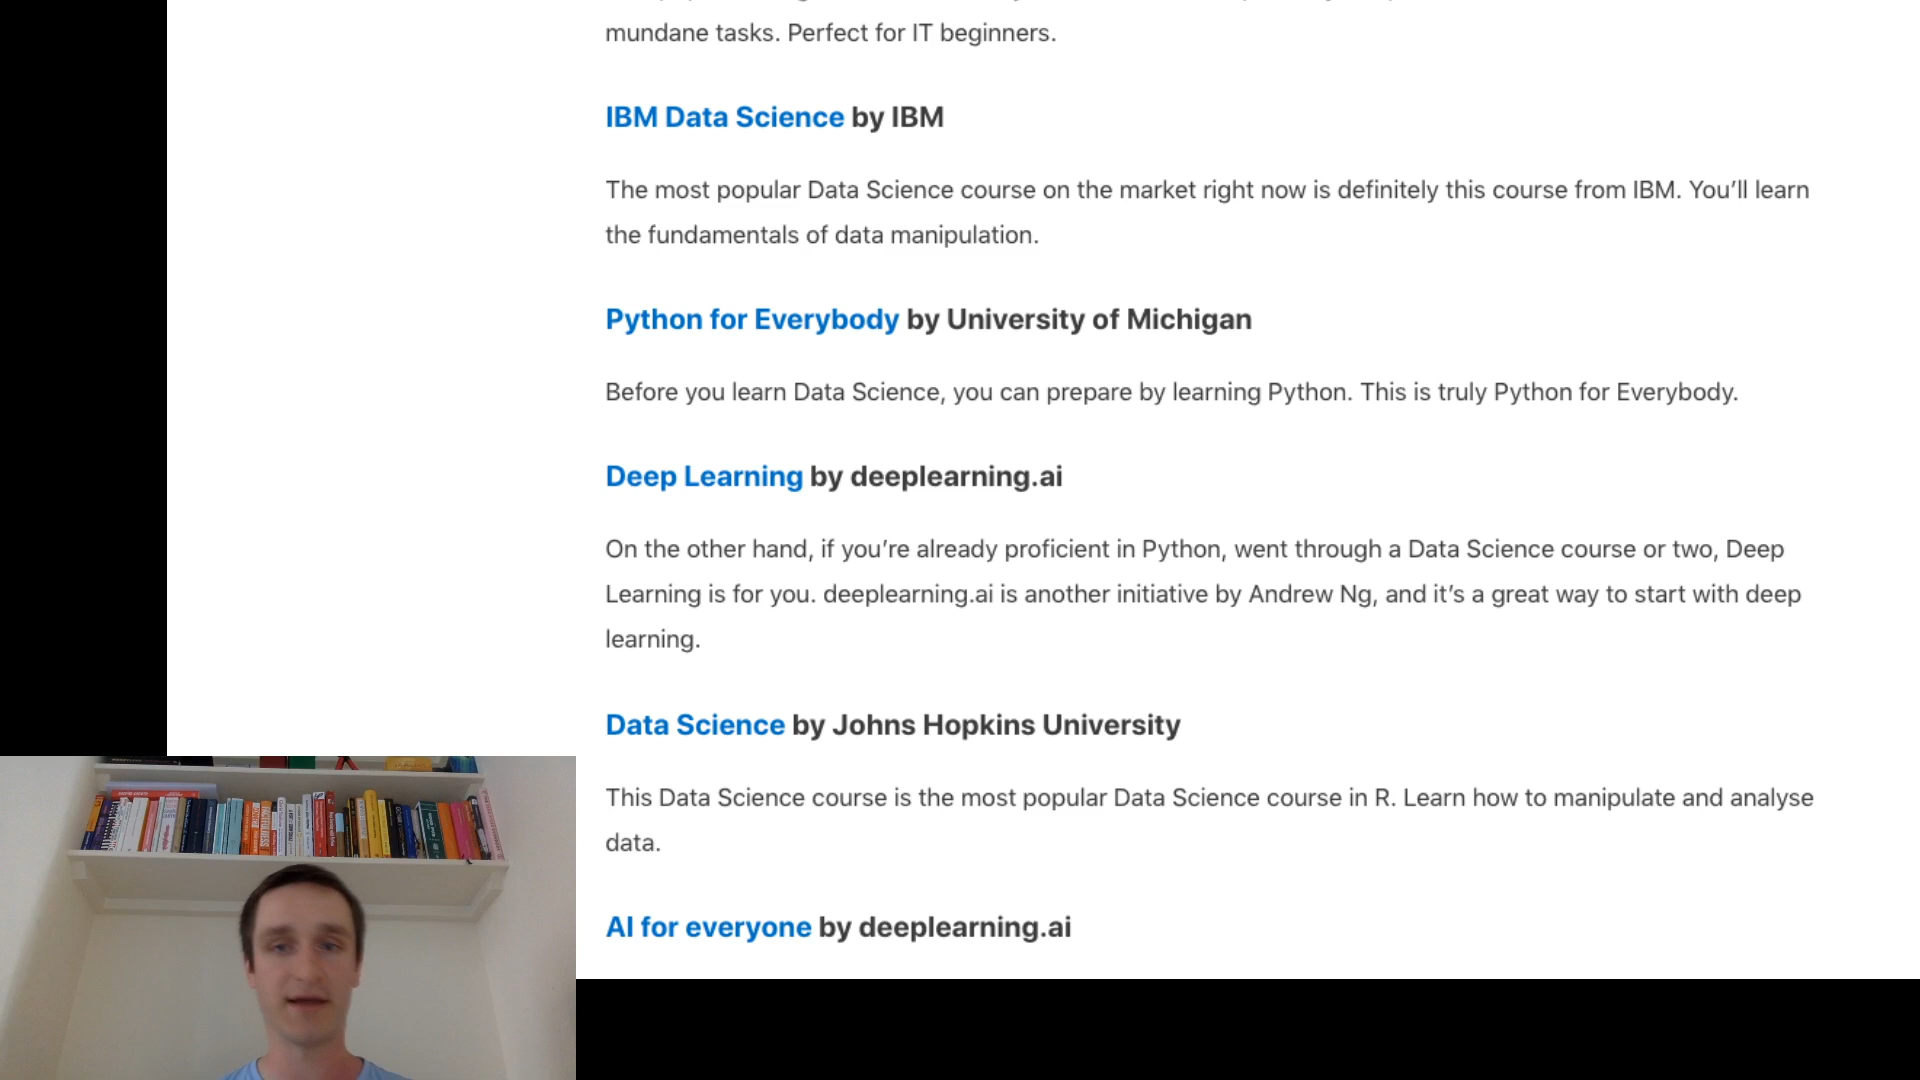 mundane tasks. Perfect for IT beginners.
IBM Data Science by IBM
The most popular Data Science course on the market right now is definitely this course from IBM. You’ll learn
the fundamentals of data manipulation.
Python for Everybody by University of Michigan
Before you learn Data Science, you can prepare by learning Python. This is truly Python for Everybody.
Deep Learning by deeplearning.ai
On the other hand, if you’re already proficient in Python, went through a Data Science course or two, Deep
Learning is for you. deeplearning.ai is another initiative by Andrew Ng, and it’s a great way to start with deep
learning.
Data Science by Johns Hopkins University
This Data Science course is the most popular Data Science course in R. Learn how to manipulate and analyse
data.
AI for everyone by deeplearning.ai